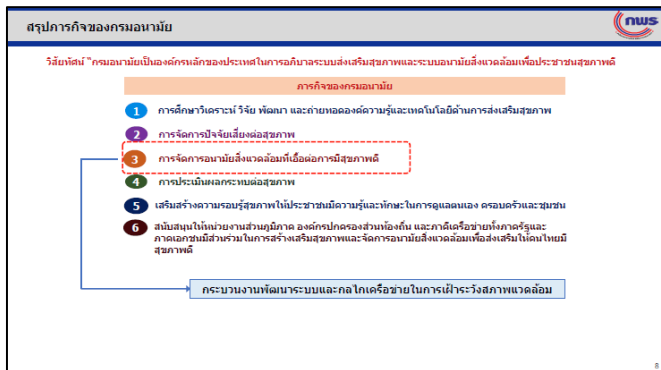 สรุปภารกิจของกรมอนามัย
กพร
วิสัยทัศน์ "กรมอนามัยเป็นองค์กรหลักของประเทศในการอภิบาลระบบส่งเสริมสุขภาพและระบบอนามัยสิ่งแวดล้อมเพื่อประชาชนสุขภาพดี
ภารกิจของกรมอนามัย
1 การศึกษาวิเคราะห์ วิจัย พัฒนา และถ่ายทอดองค์ความรู้และเทคโนโลยีด้านการส่งเสริมสุขภาพ
2 การจัดการปัจจัยเสี่ยงต่อสุขภาพ
3 การจัดการอนามัยสิ่งแวดล้อมที่เอื้อต่อการมีสุขภาพดี
4 การประเมินผลกระทบต่อสุขภาพ
5 เสริมสร้างความรอบรู้สุขภาพให้ประชาชนมีความรู้และทักษะในการดูแลตนเอง ครอบครัวและชุมชน
6 สนับสนุนให้หน่วยงานส่วนภูมิภาค องค์กรปกครองส่วนท้องถิ่น และภาคีเครือข่ายทั้งภาครัฐและ
ภาคเอกชนมีส่วนร่วมในการสร้างเสริมสุขภาพและจัดการอนามัยสิ่งแวดล้อมเพื่อส่งเสริมให้คนไทยมี
สุขภาพดี
กระบวนงานพัฒนาระบบและกลไกเครือข่ายในการเฝ้าระวังสภาพแวดล้อม
8